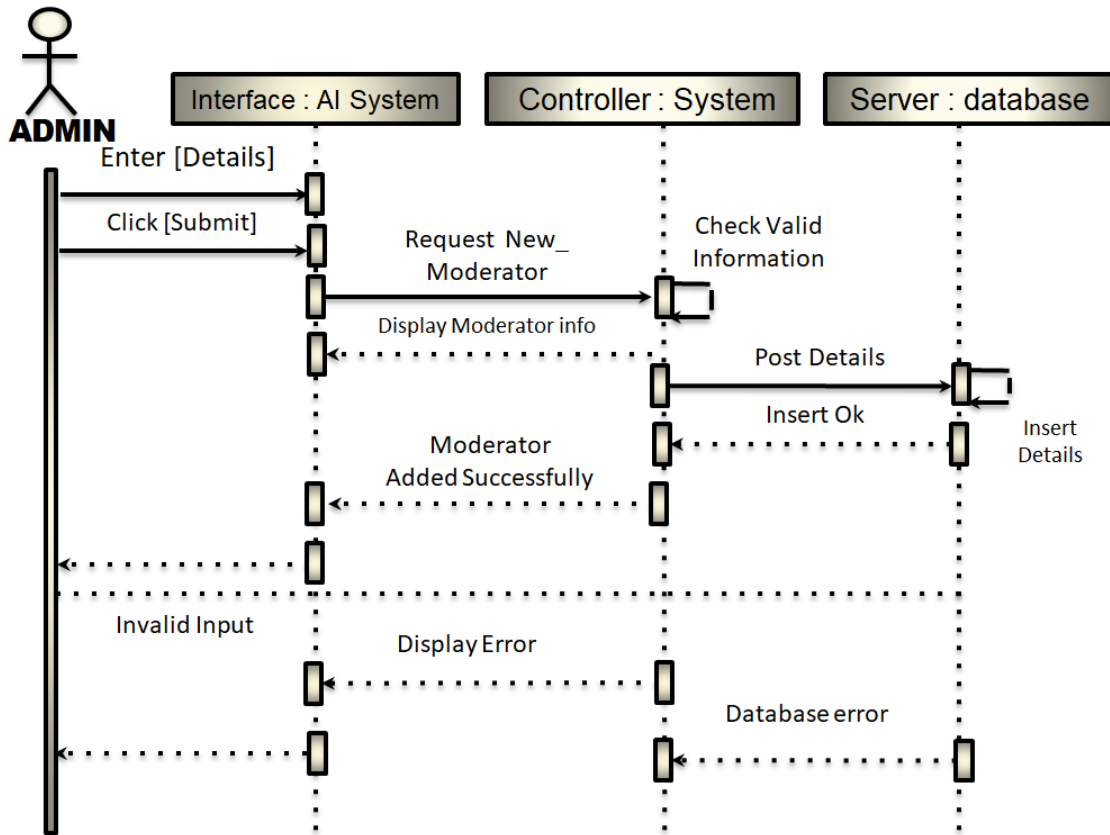 ADMIN
Interface : AI System
Controller : System
Server : database
Enter [Details]
Click [Submit]
Request New_
Moderator
Check Valid
Information
Display Moderator info
Post Details
Insert Ok
Insert
Details
Moderator
Added Successfully
Invalid Input
Display Error
Database error